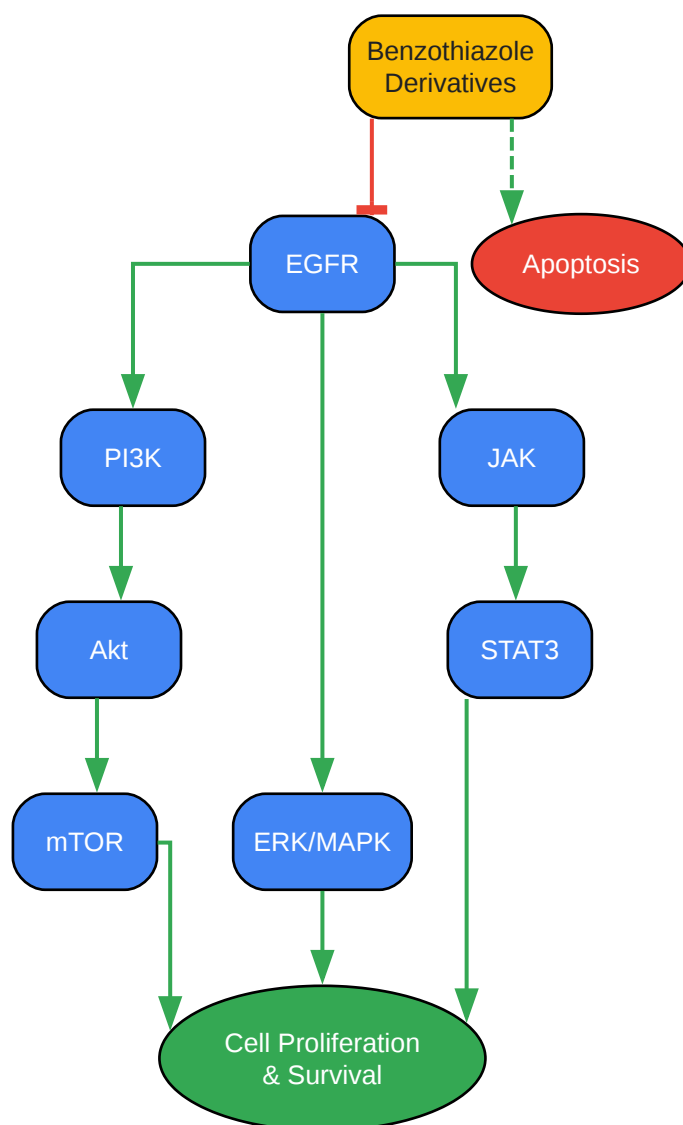 Benzothiazole
Derivatives
EGFR
Apoptosis
PI3K
JAK
Akt
STAT3
mTOR
ERK/MAPK
Cell Proliferation
& Survival